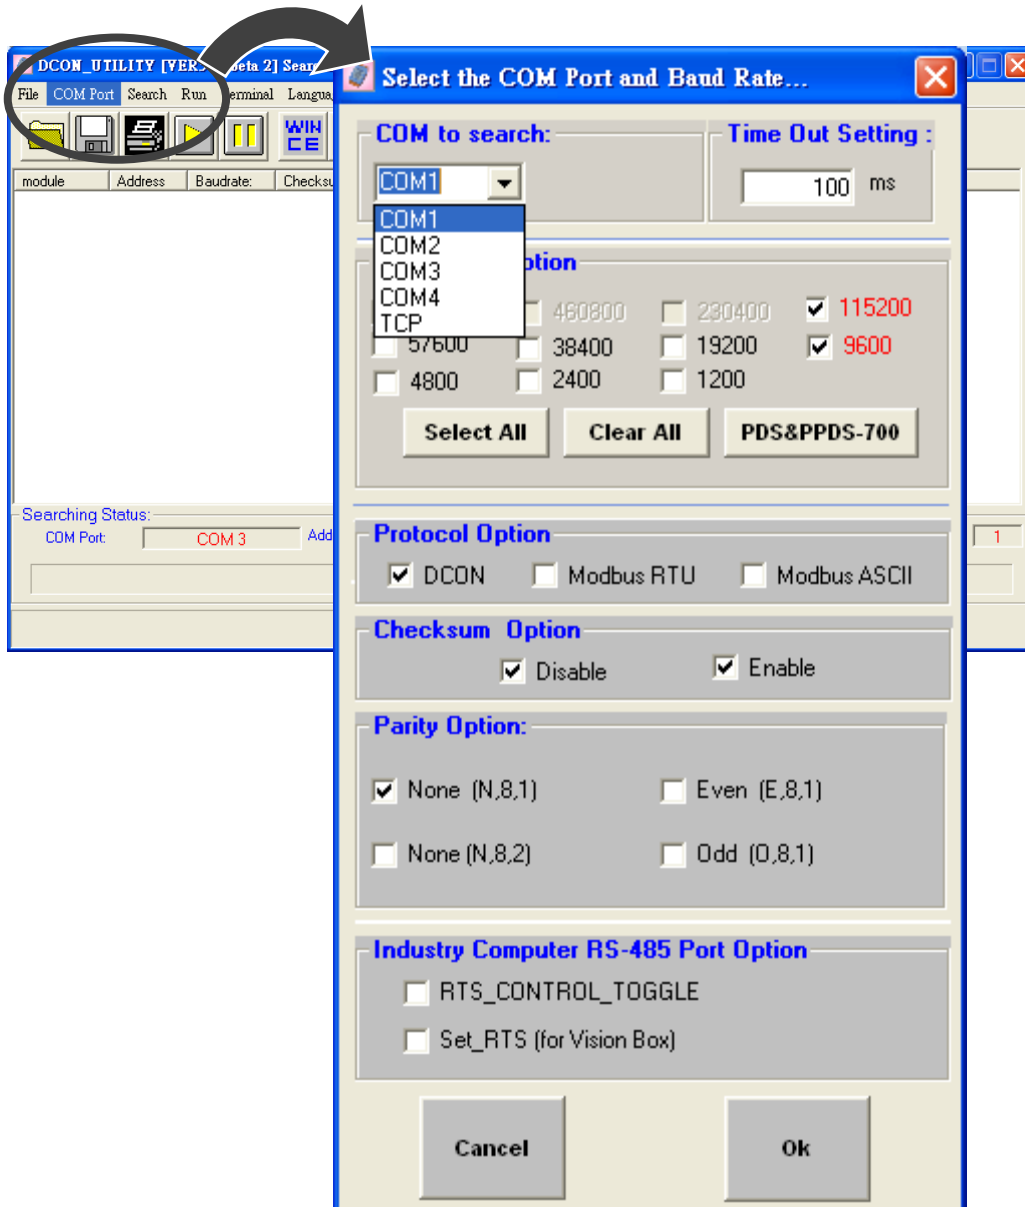 DCON_UTILITY [VER5 Beta 2] Sear
File COM Port Search Run Terminal Langua
WIN
CE
module Address Baudrate: Checksu
Searching Status:
COM Port: COM 3 Add
1
Select the COM Port and Baud Rate...
COM to search:
COM1
COM1
COM2
COM3
COM4
TCP
Time Out Setting :
100 ms
ption
460800 230400 115200
57600 38400 19200 9600
4800 2400 1200
Select All Clear All PDS&PPDS-700
Protocol Option
DCON Modbus RTU Modbus ASCII
Checksum Option
Disable Enable
Parity Option:
None (N,8,1) Even (E,8,1)
None (N,8,2) Odd (O,8,1)
Industry Computer RS-485 Port Option
RTS_CONTROL_TOGGLE
Set_RTS (for Vision Box)
Cancel Ok